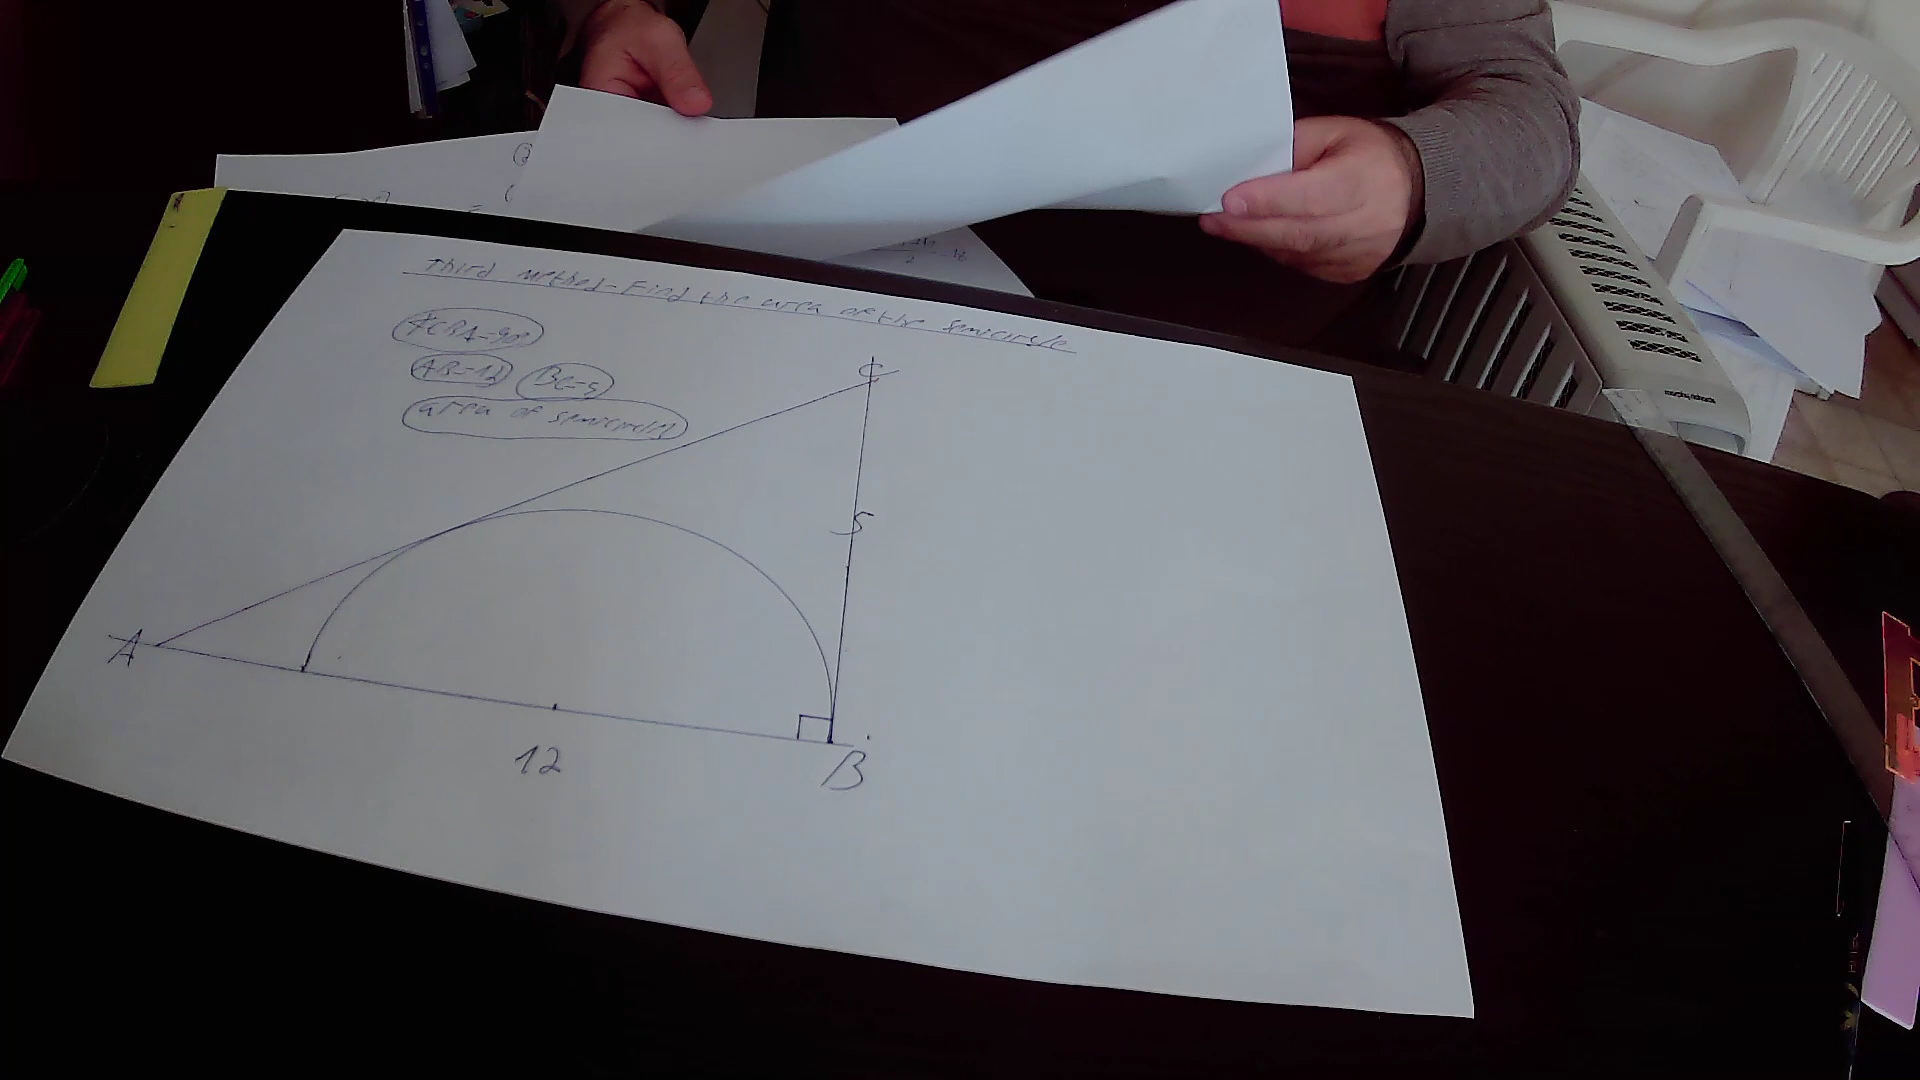 Third method-Find the area of the semicircle
∢CBA=90°
AB=12 BC=5
area of semicircle
C
5
A
12
B